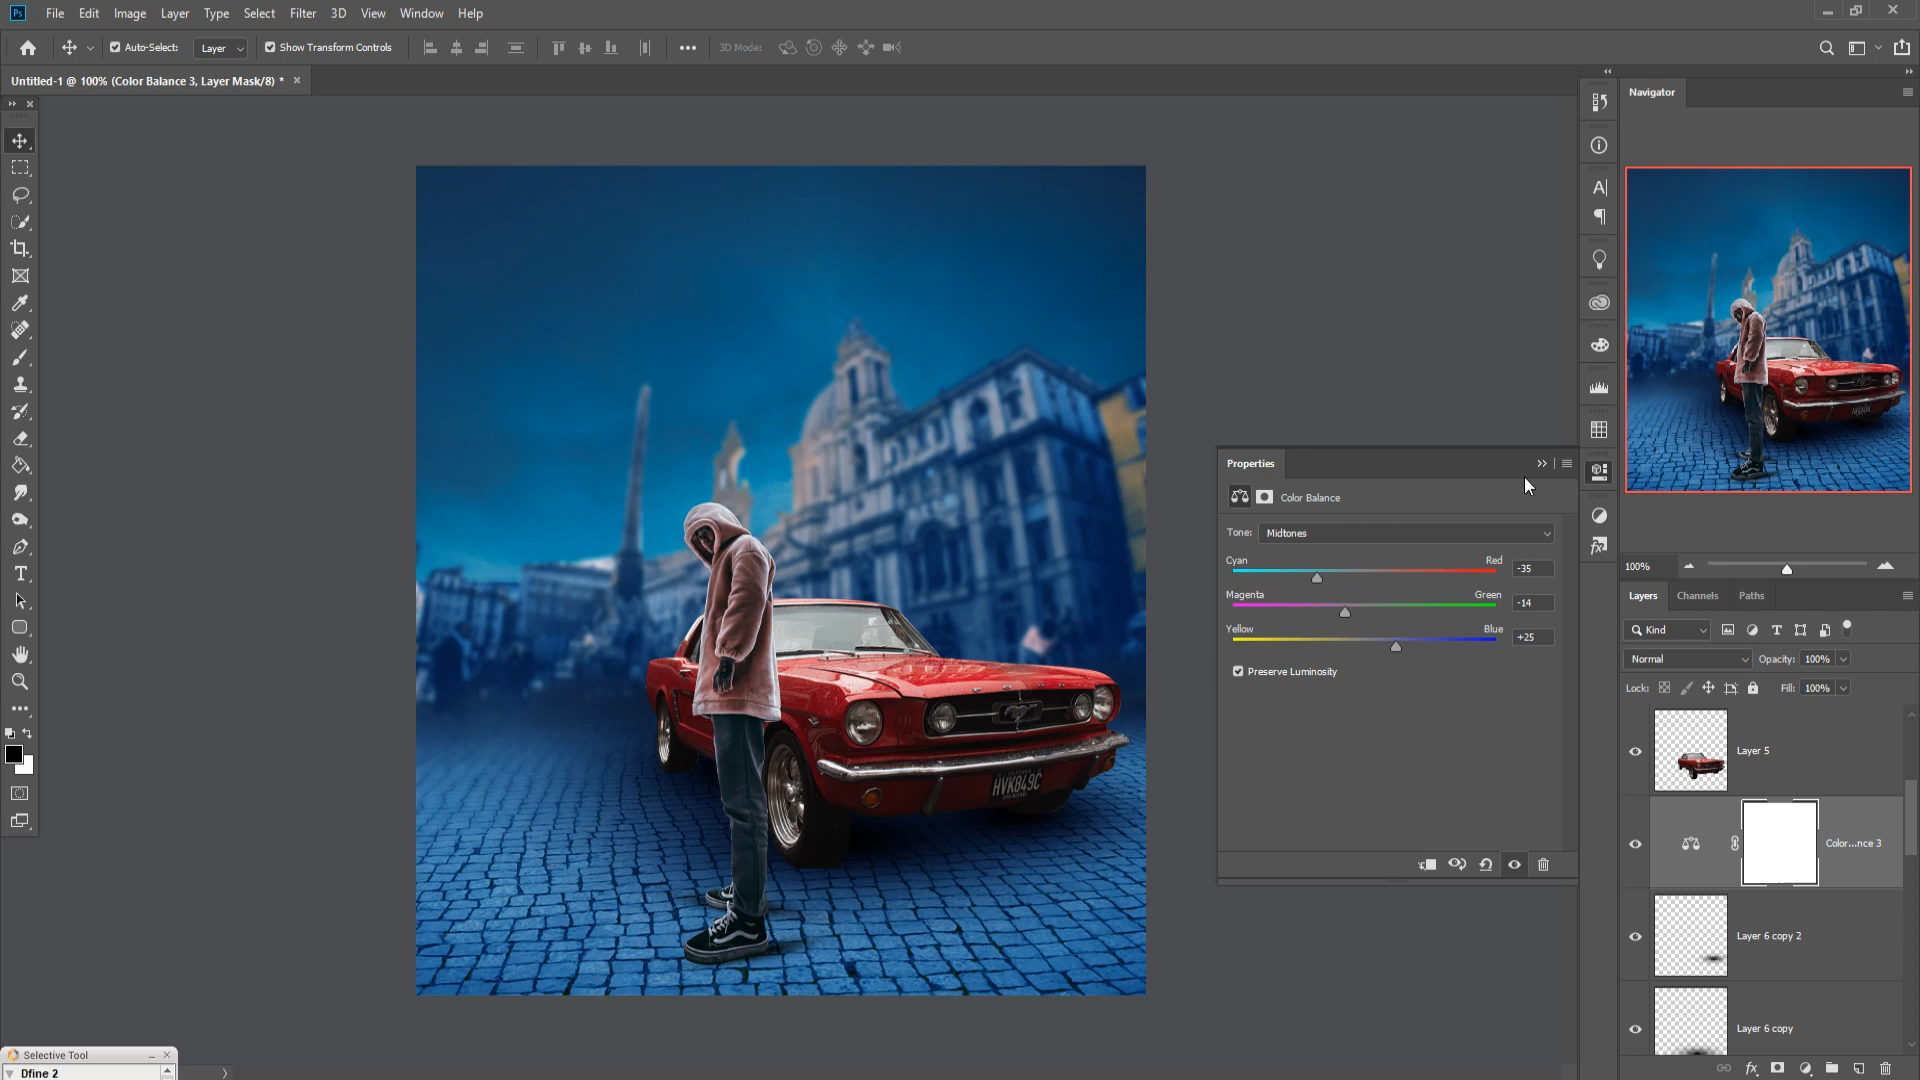 Ps File Edit Image Layer Type Select Filter 3D View Window Help
Auto-Select: Layer Show Transform Controls 3D Mode:
Untitled-1 @ 100% (Color Balance 3, Layer Mask/8) *
Navigator
Properties
Color Balance
Tone: Midtones
Cyan Red -35
Magenta Green -14
Yellow Blue +25
Preserve Luminosity
100%
Layers Channels Paths
Kind
Normal Opacity: 100%
Lock: Fill: 100%
Layer 5
Color...nce 3
Layer 6 copy 2
Layer 6 copy
HVK849C
Selective Tool
Dfine 2